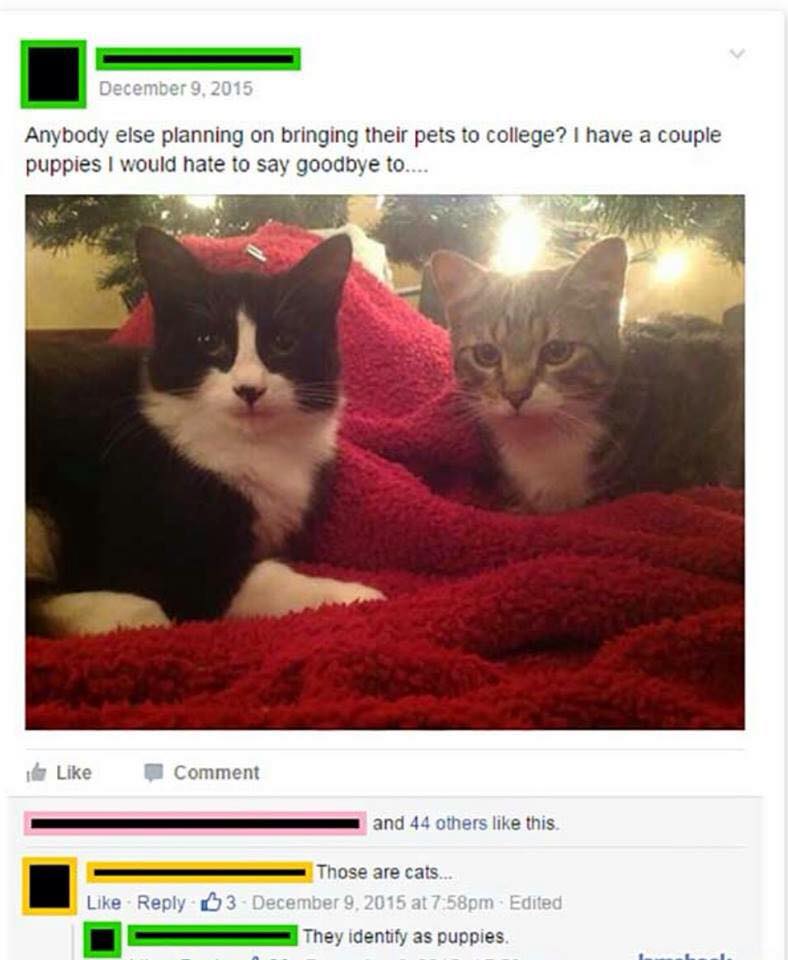 December 9, 2015
Anybody else planning on bringing their pets to college? I have a couple
puppies I would hate to say goodbye to....
Like Comment
and 44 others like this.
Those are cats...
Like · Reply · 3 · December 9, 2015 at 7:58pm · Edited
They identify as puppies.